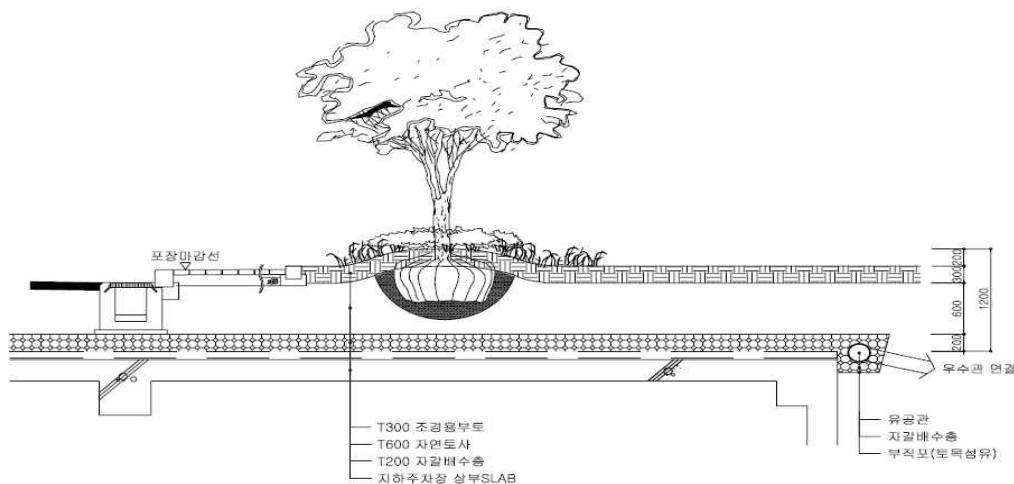 포장마감선
200
300
600
200
1200
우수관 연결
T300 조경용부토
T600 자연토사
T200 자갈배수층
지하주차장 상부SLAB
유공관
자갈배수층
부직포(토목섬유)